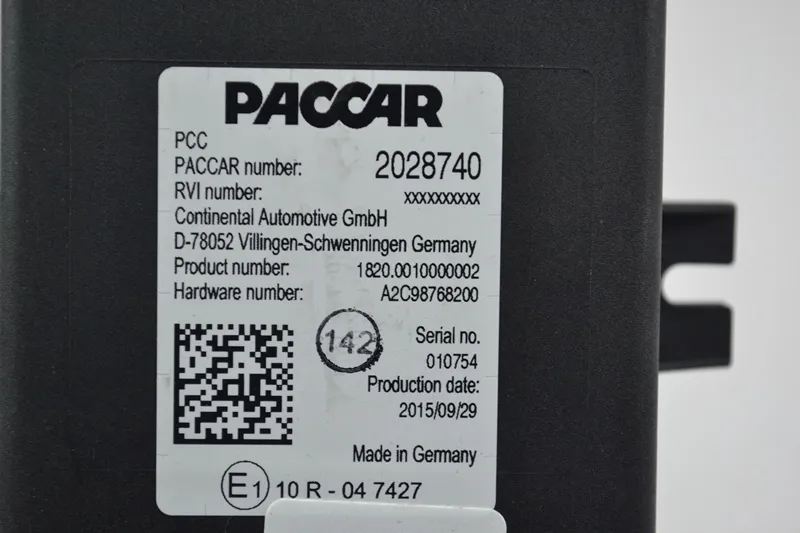 PACCAR
PCC
PACCAR number: 2028740
RVI number: xxxxxxxxxx
Continental Automotive GmbH
D-78052 Villingen-Schwenningen Germany
Product number: 1820.0010000002
Hardware number: A2C98768200
142
Serial no.
010754
Production date:
2015/09/29
Made in Germany
E1 10 R - 04 7427